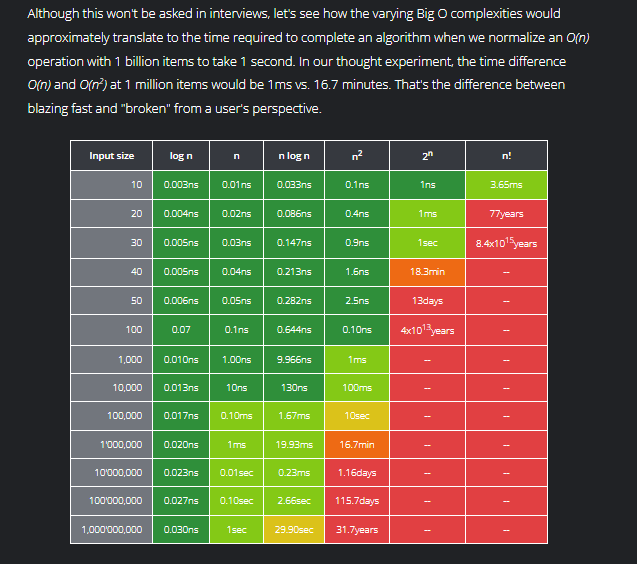 Although this won't be asked in interviews, let's see how the varying Big O complexities would
approximately translate to the time required to complete an algorithm when we normalize an O(n)
operation with 1 billion items to take 1 second. In our thought experiment, the time difference
O(n) and O(n²) at 1 million items would be 1ms vs. 16.7 minutes. That's the difference between
blazing fast and "broken" from a user's perspective.
Input size log n n n log n n² 2ⁿ n!
10 0.003ns 0.01ns 0.033ns 0.1ns 1ns 3.65ms
20 0.004ns 0.02ns 0.086ns 0.4ns 1ms 77years
30 0.005ns 0.03ns 0.147ns 0.9ns 1sec 8.4x10¹⁵years
40 0.005ns 0.04ns 0.213ns 1.6ns 18.3min --
50 0.006ns 0.05ns 0.282ns 2.5ns 13days --
100 0.07 0.1ns 0.644ns 0.10ns 4x10¹³years --
1,000 0.010ns 1.00ns 9.966ns 1ms -- --
10,000 0.013ns 10ns 130ns 100ms -- --
100,000 0.017ns 0.10ms 1.67ms 10sec -- --
1'000,000 0.020ns 1ms 19.93ms 16.7min -- --
10'000,000 0.023ns 0.01sec 0.23ms 1.16days -- --
100'000,000 0.027ns 0.10sec 2.66sec 115.7days -- --
1,000'000,000 0.030ns 1sec 29.90sec 31.7years -- --